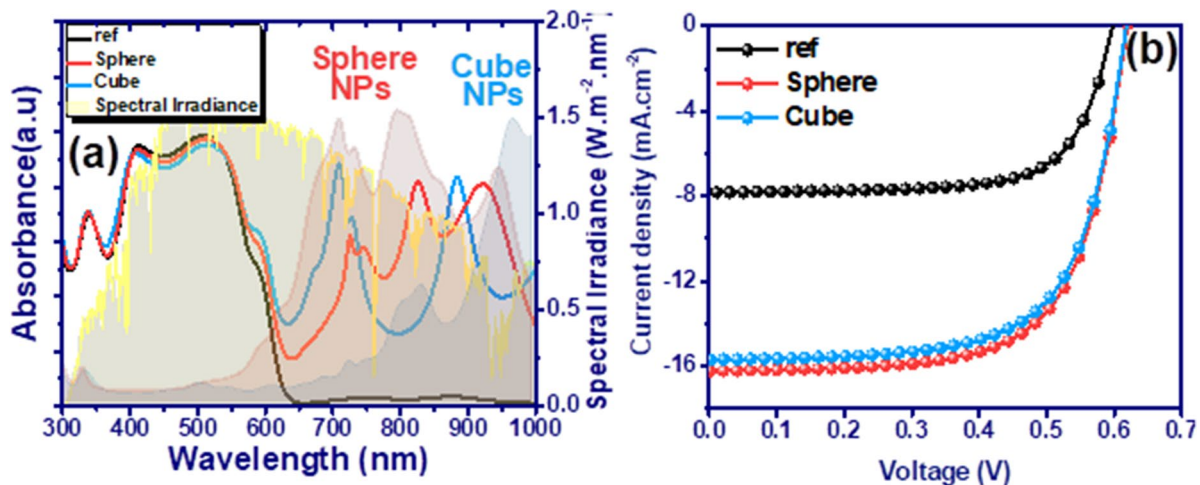 ref
Sphere
Cube
Spectral Irradiance
(a)
Sphere
NPs
Cube
NPs
Absorbance(a.u)
300 400 500 600 700 800 900 1000
Wavelength (nm)
2.0
1.5
1.0
0.5
0.0
Spectral Irradiance (W.m⁻².nm⁻¹)
(b)
ref
Sphere
Cube
0
-4
-8
-12
-16
Current density (mA.cm⁻²)
0.0 0.1 0.2 0.3 0.4 0.5 0.6 0.7
Voltage (V)